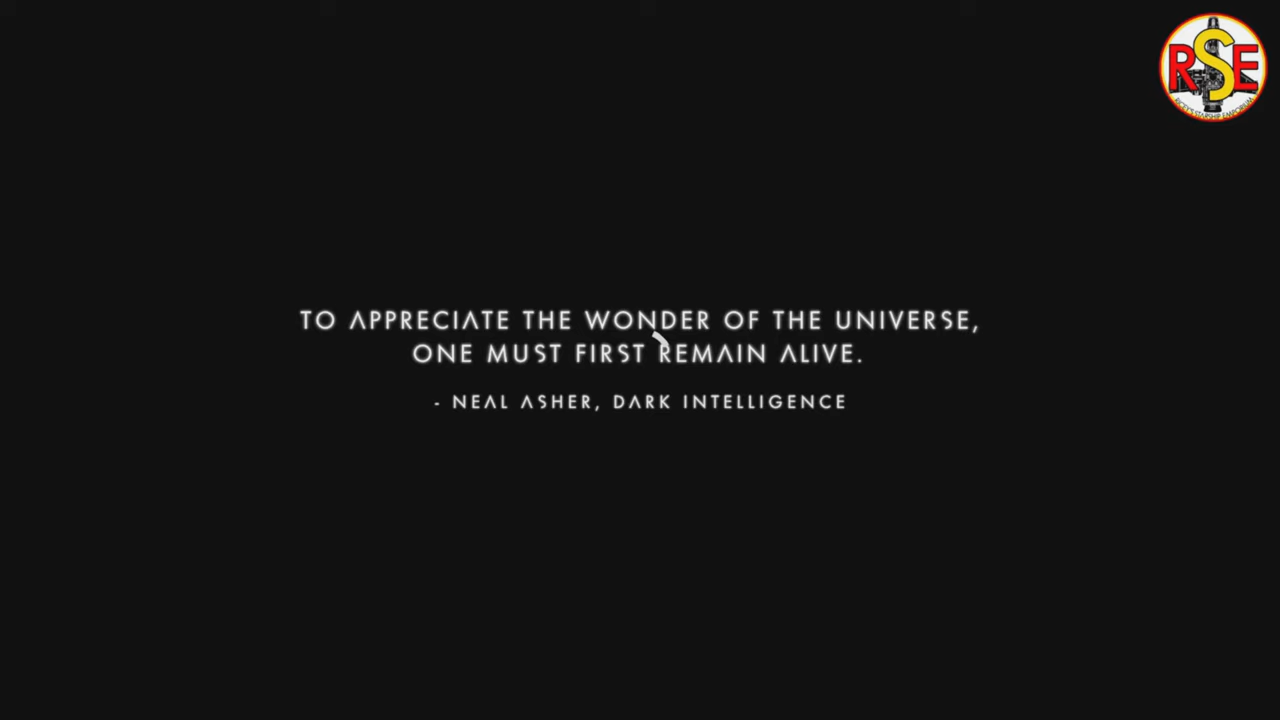 RSE
TO APPRECIATE THE WONDER OF THE UNIVERSE,
ONE MUST FIRST REMAIN ALIVE.
- NEAL ASHER, DARK INTELLIGENCE